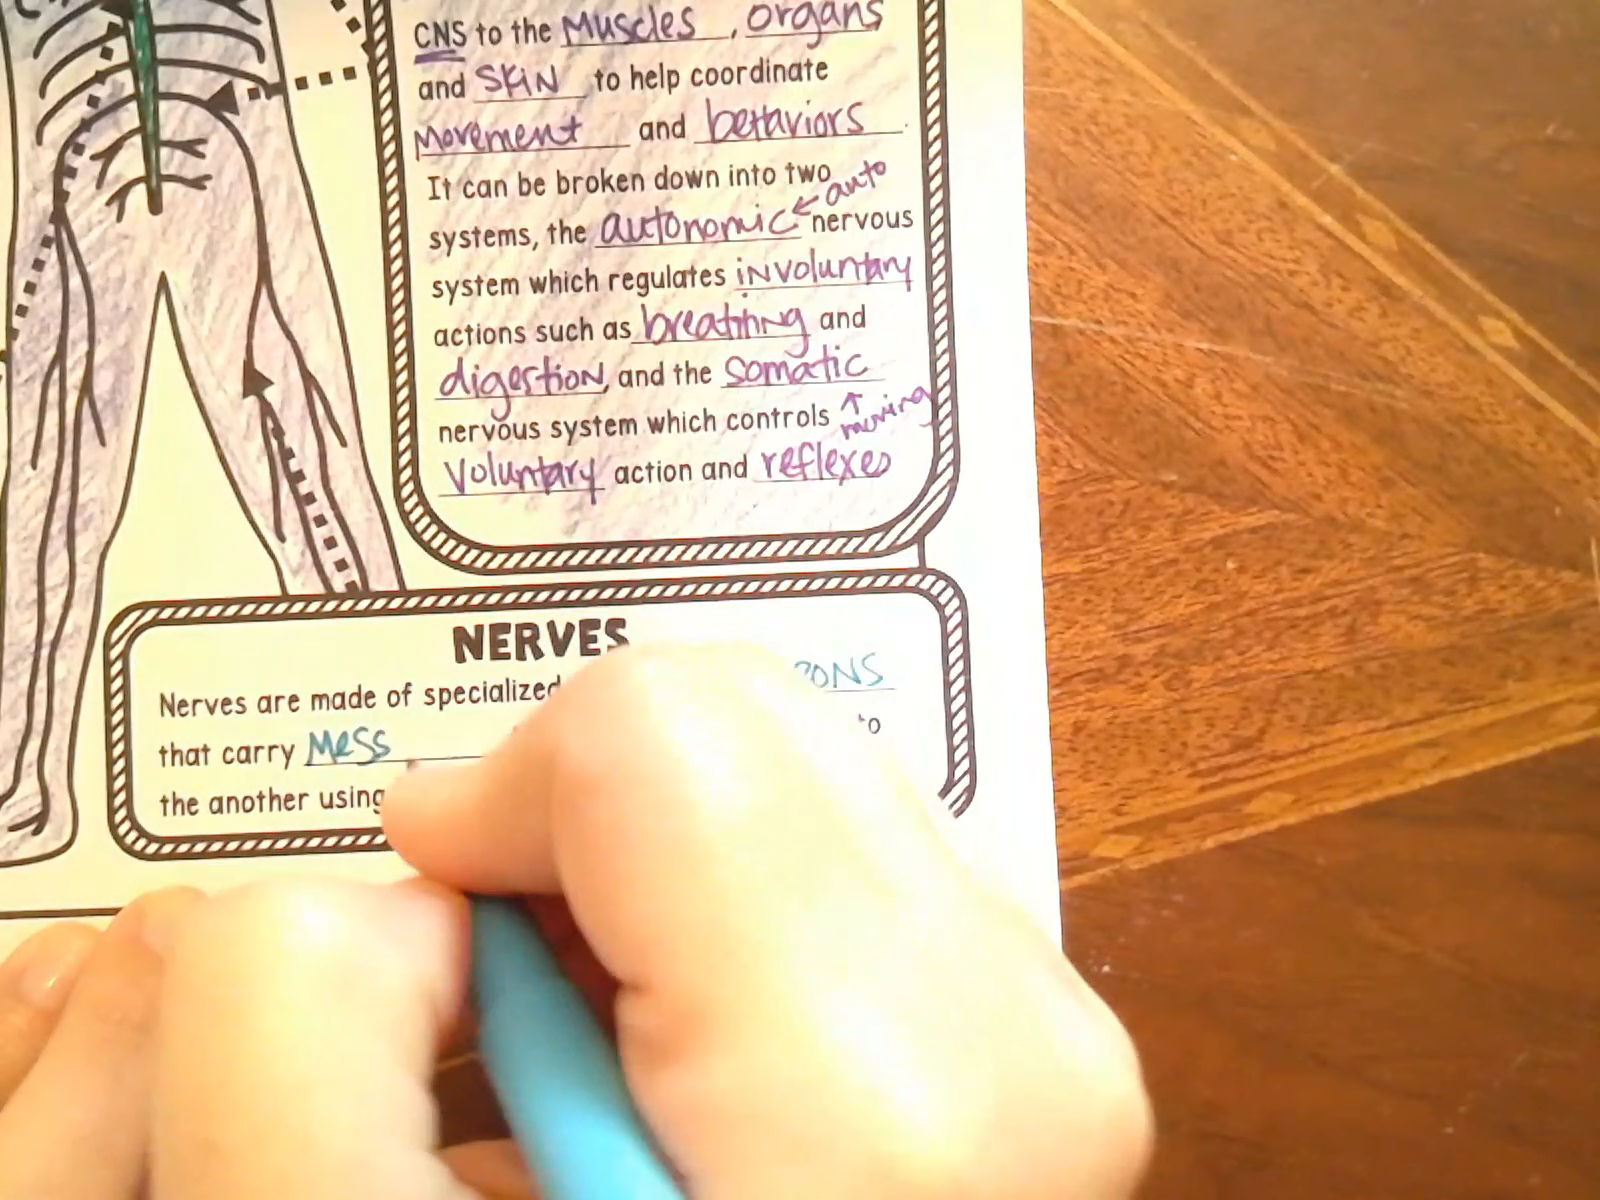 CNS to the Muscles, organs
and SKIN to help coordinate
Movement and behaviors.
It can be broken down into two
auto
systems, the autonomic nervous
system which regulates involuntary
actions such as breathing and
digestion, and the somatic
moving
nervous system which controls
Voluntary action and reflexes
NERVES
Nerves are made of specialized
that carry Mess
the another using